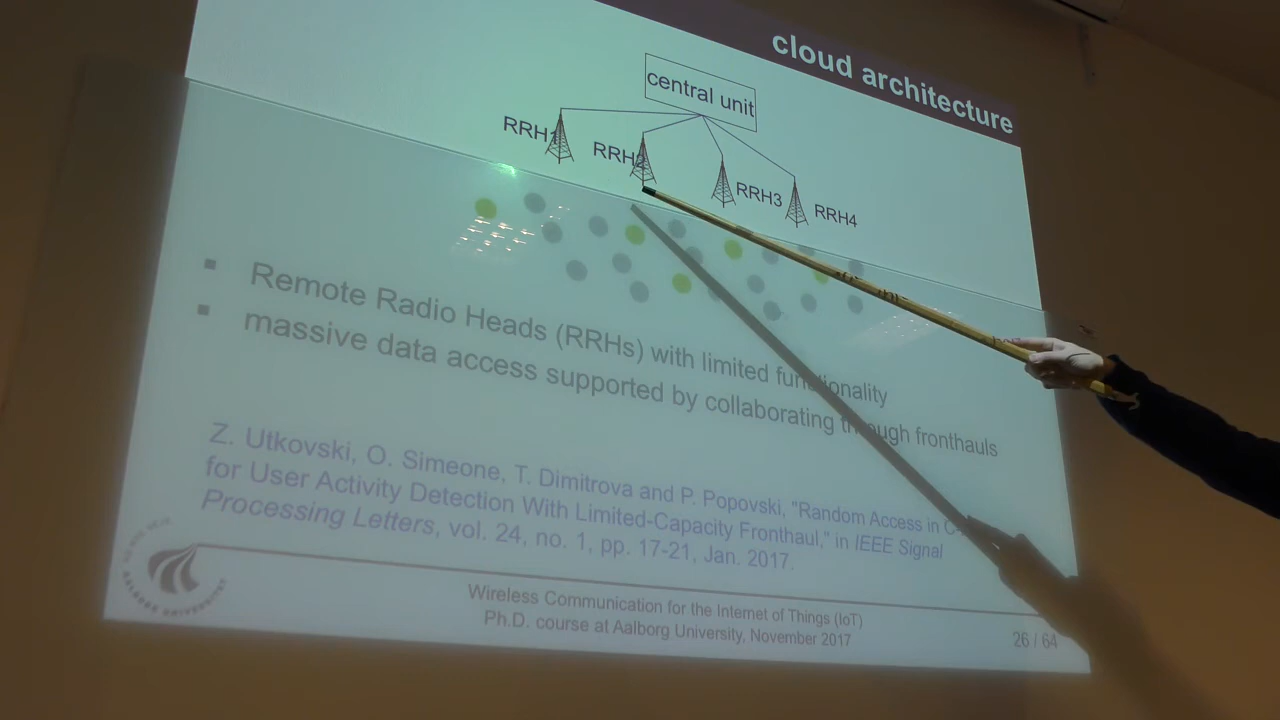 cloud architecture
central unit
RRH1
RRH2
RRH3
RRH4
▪ Remote Radio Heads (RRHs) with limited functionality
▪ massive data access supported by collaborating through fronthauls
Z. Utkovski, O. Simeone, T. Dimitrova and P. Popovski, "Random Access in
for User Activity Detection With Limited-Capacity Fronthaul," in IEEE Signal
Processing Letters, vol. 24, no. 1, pp. 17-21, Jan. 2017.
Wireless Communication for the Internet of Things (IoT)
Ph.D. course at Aalborg University, November 2017
26 / 64